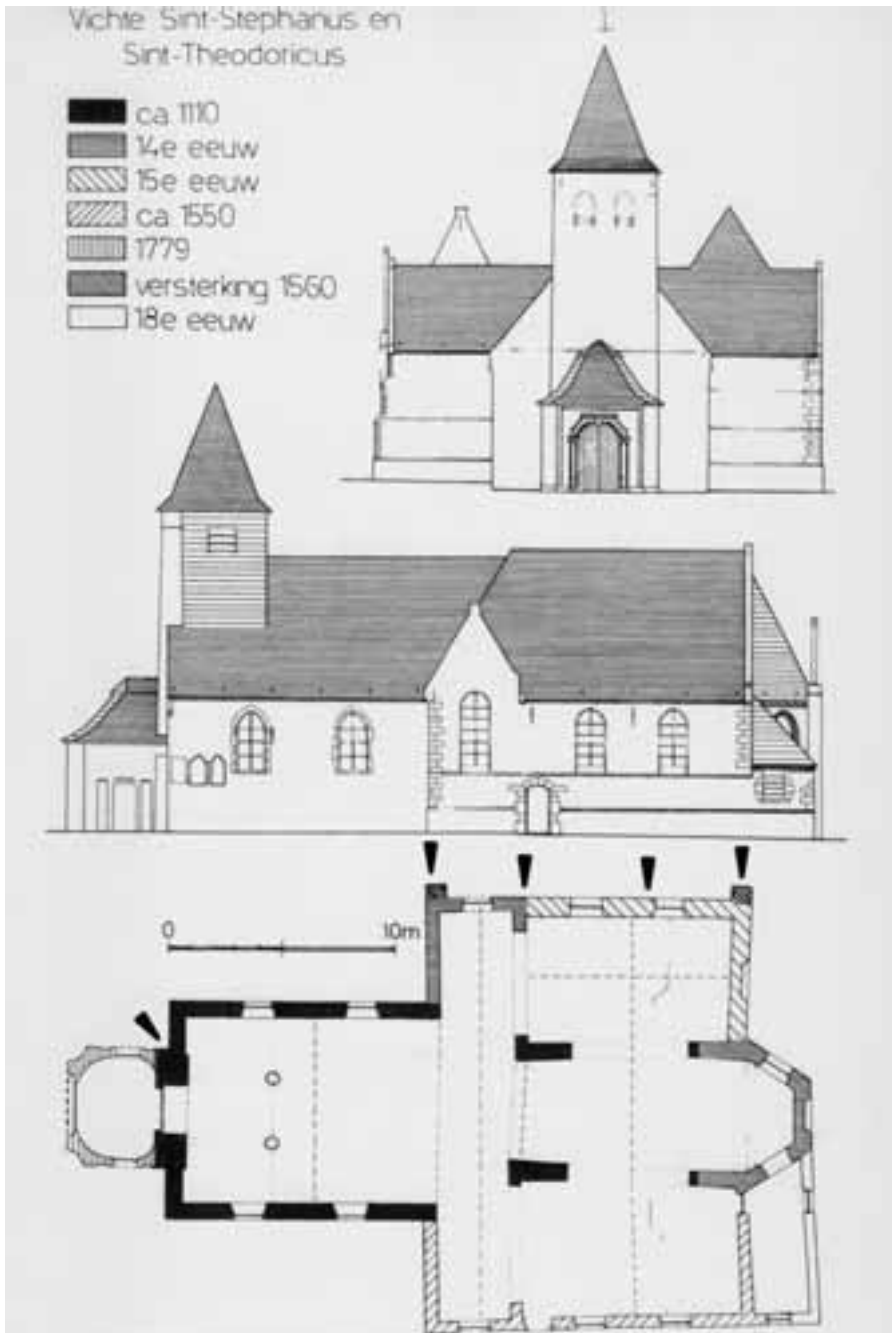 Vichte Sint-Stephanus en
Sint-Theodoricus
ca 1110
14e eeuw
15e eeuw
ca 1550
1779
versterking 1560
18e eeuw
0 10m